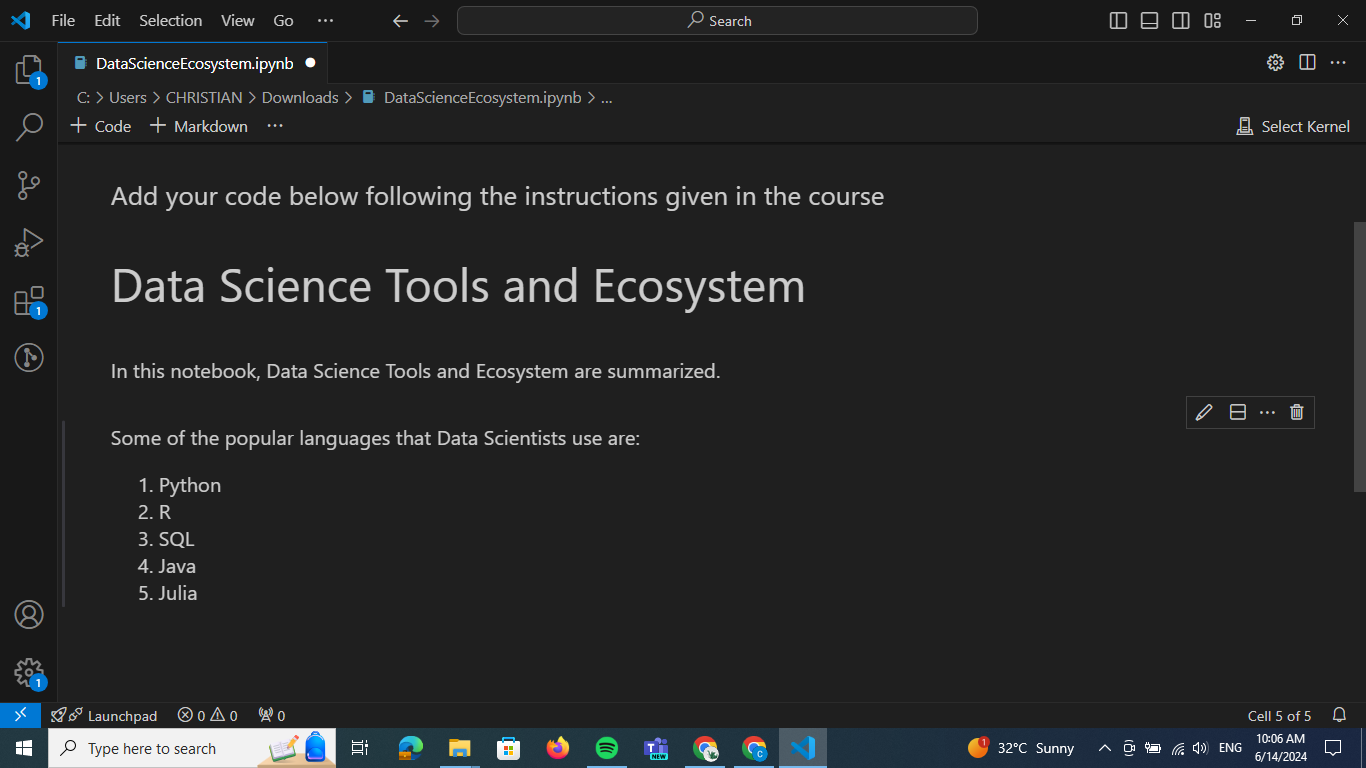 File Edit Selection View Go ···
Search
DataScienceEcosystem.ipynb
C: > Users > CHRISTIAN > Downloads > DataScienceEcosystem.ipynb > ...
+ Code + Markdown ···
Select Kernel
Add your code below following the instructions given in the course
Data Science Tools and Ecosystem
In this notebook, Data Science Tools and Ecosystem are summarized.
Some of the popular languages that Data Scientists use are:
1. Python
2. R
3. SQL
4. Java
5. Julia
1
1
1
Launchpad 0 0 0
Cell 5 of 5
Type here to search
NEW
C
1
32°C Sunny
ENG
10:06 AM
6/14/2024